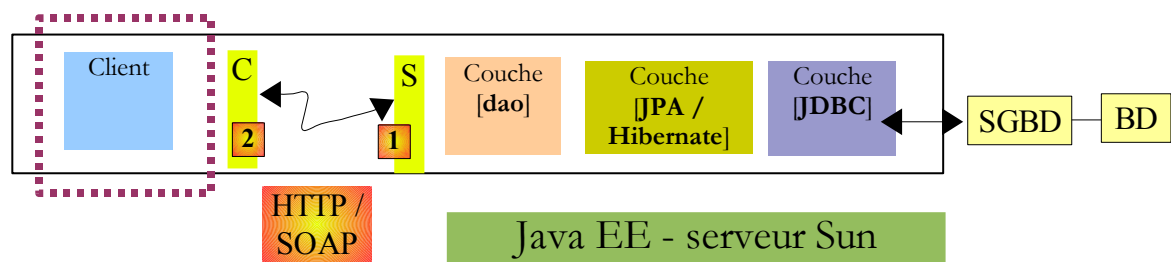 Client
C
2
S
1
Couche
[dao]
Couche
[JPA /
Hibernate]
Couche
[JDBC]
SGBD
BD
HTTP /
SOAP
Java EE - serveur Sun